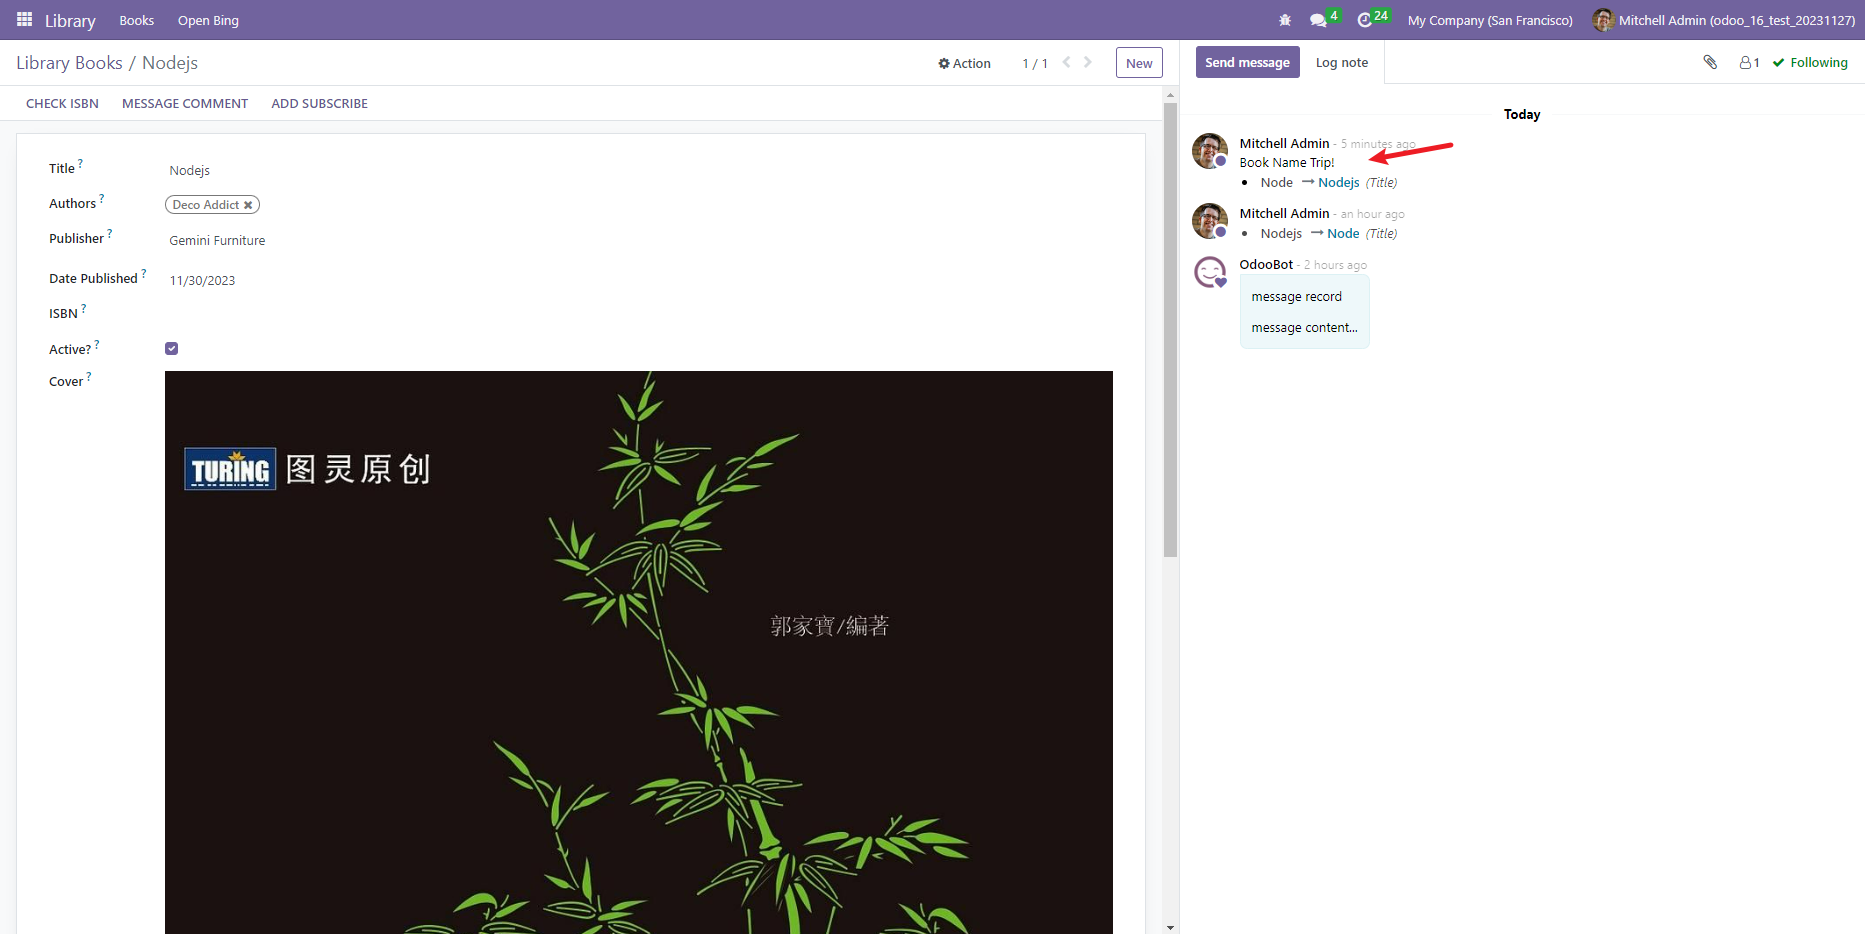 Library Books Open Bing 4 24 My Company (San Francisco) Mitchell Admin (odoo_16_test_20231127)
Library Books / Nodejs Action 1 / 1 New
CHECK ISBN MESSAGE COMMENT ADD SUBSCRIBE
Title ? Nodejs
Authors ? Deco Addict ✖
Publisher ? Gemini Furniture
Date Published ? 11/30/2023
ISBN ?
Active? ?
Cover ?
TURING 图灵原创
郭家寶/編著
Send message Log note 1 Following
Today
Mitchell Admin - 5 minutes ago
Book Name Trip!
• Node → Nodejs (Title)
Mitchell Admin - an hour ago
• Nodejs → Node (Title)
OdooBot - 2 hours ago
message record
message content...